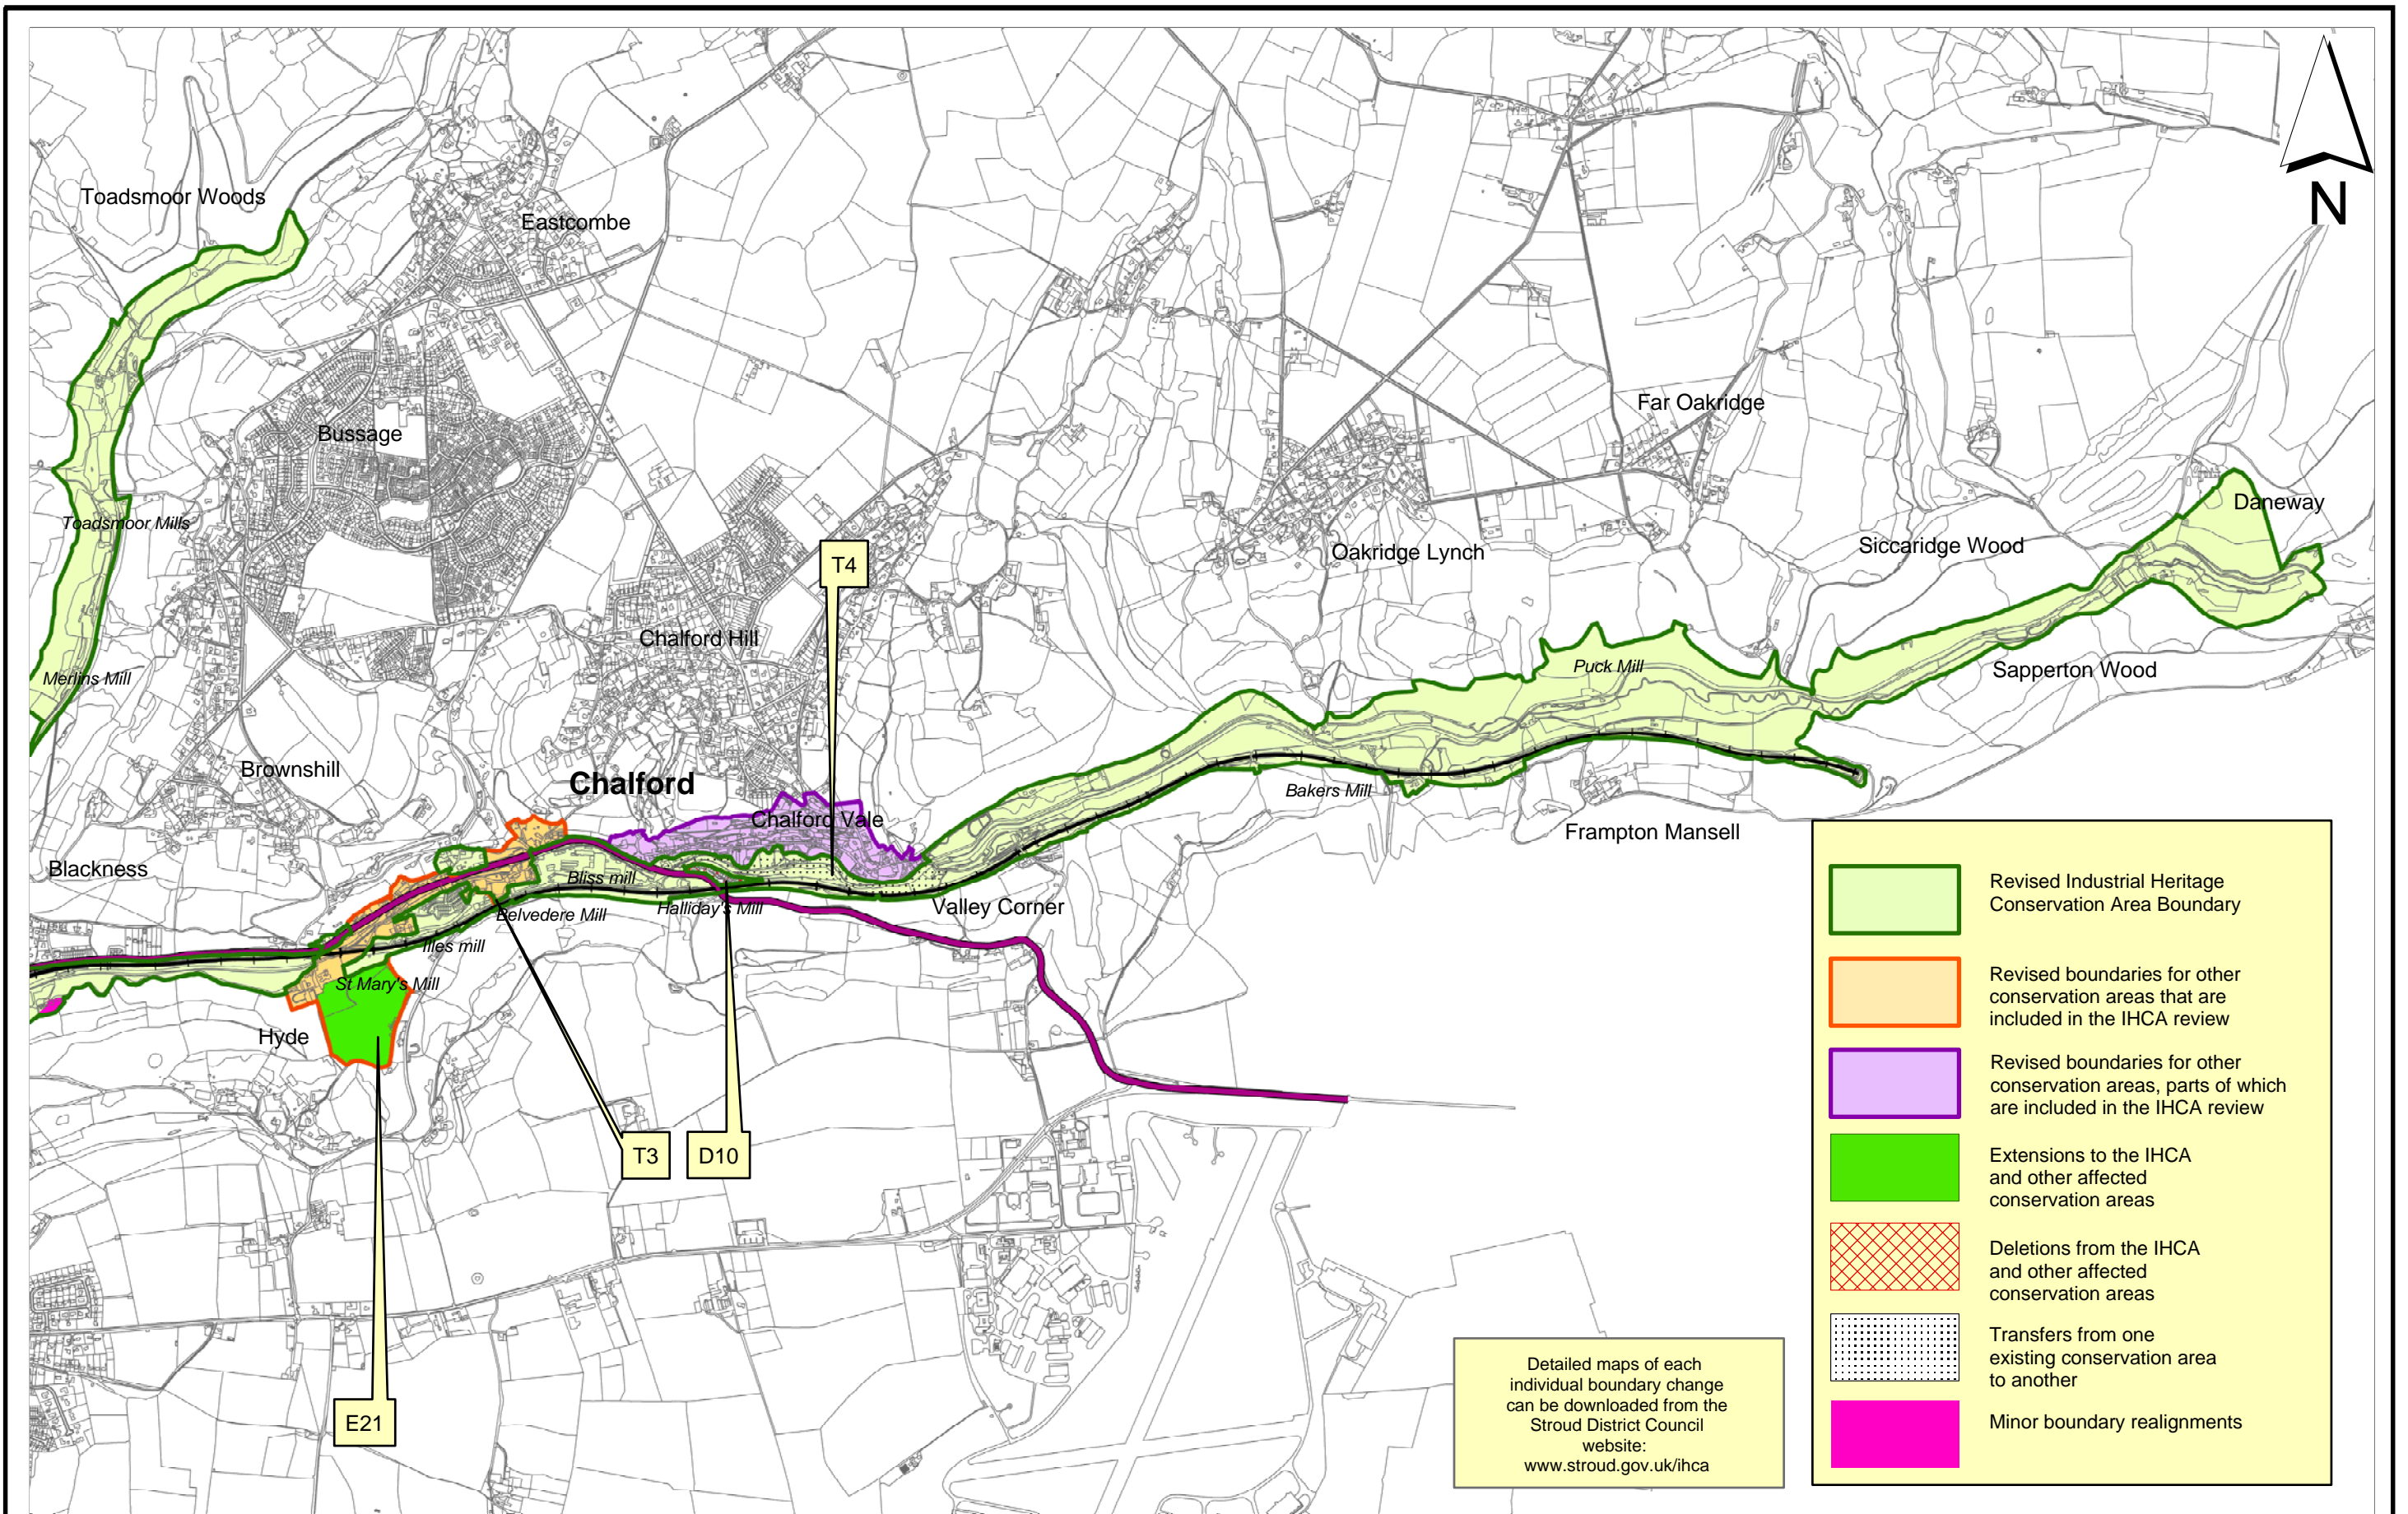 Toadsmoor Woods
Eastcombe
N
Bussage
Far Oakridge
Toadsmoor Mills
Daneway
T4
Oakridge Lynch
Siccaridge Wood
Chalford Hill
Merlins Mill
Puck Mill
Sapperton Wood
Brownshill
Chalford
Bakers Mill
Chalford Vale
Frampton Mansell
Blackness
Bliss mill
Belvedere Mill
Halliday's Mill
Valley Corner
Iles mill
St Mary's Mill
Hyde
T3
D10
E21
Revised Industrial Heritage
Conservation Area Boundary
Revised boundaries for other
conservation areas that are
included in the IHCA review
Revised boundaries for other
conservation areas, parts of which
are included in the IHCA review
Extensions to the IHCA
and other affected
conservation areas
Deletions from the IHCA
and other affected
conservation areas
Transfers from one
existing conservation area
to another
Minor boundary realignments
Detailed maps of each
individual boundary change
can be downloaded from the
Stroud District Council
website:
www.stroud.gov.uk/ihca